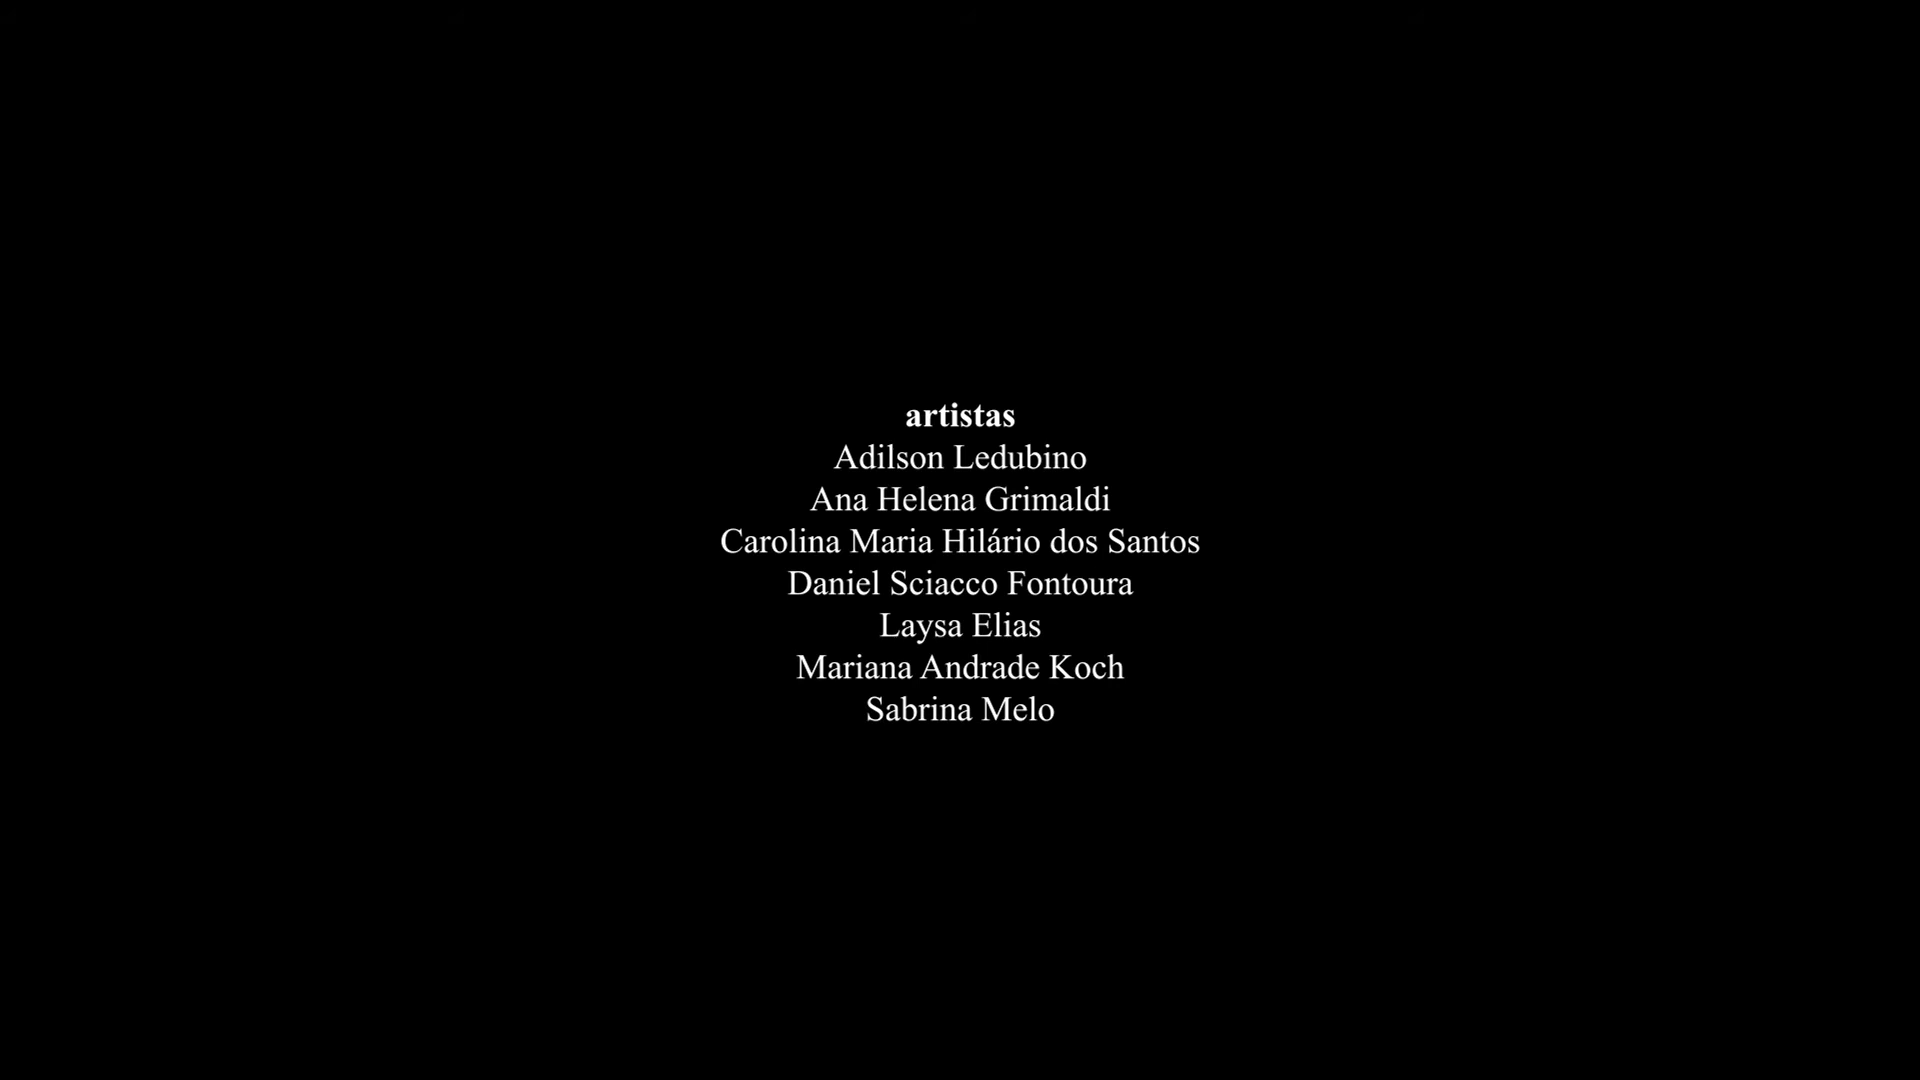 artistas
Adilson Ledubino
Ana Helena Grimaldi
Carolina Maria Hilário dos Santos
Daniel Sciacco Fontoura
Laysa Elias
Mariana Andrade Koch
Sabrina Melo